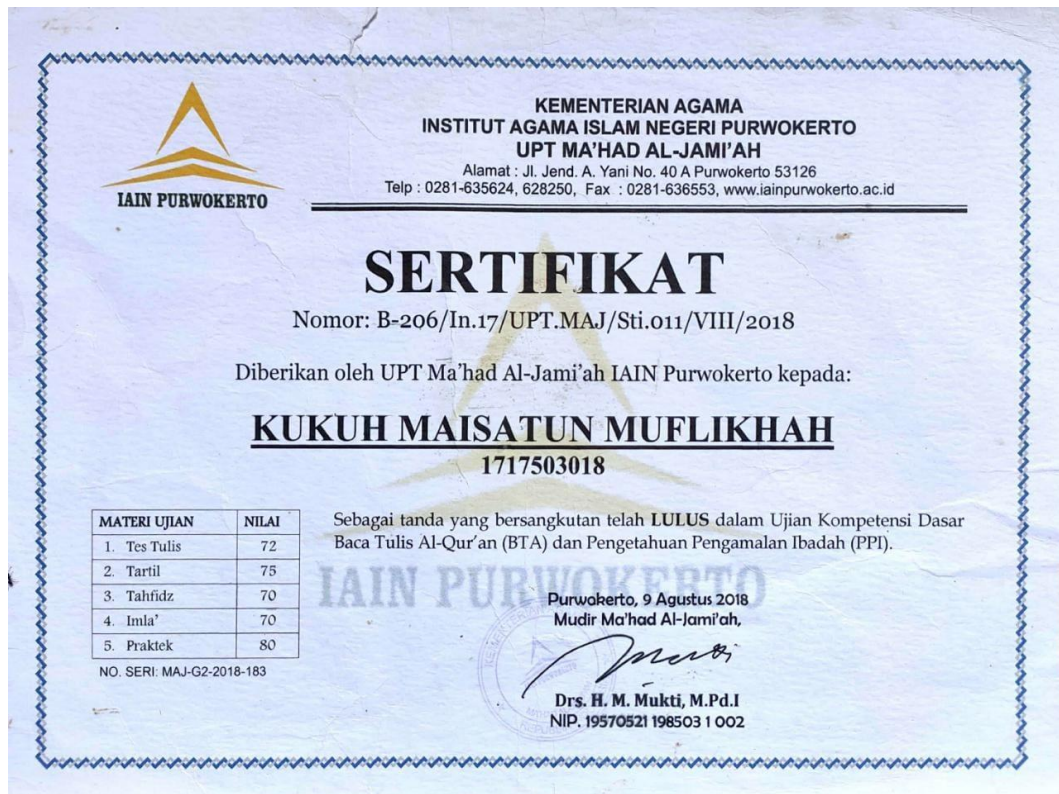 IAIN PURWOKERTO
KEMENTERIAN AGAMA
INSTITUT AGAMA ISLAM NEGERI PURWOKERTO
UPT MA'HAD AL-JAMI'AH
Alamat : Jl. Jend. A. Yani No. 40 A Purwokerto 53126
Telp : 0281-635624, 628250, Fax : 0281-636553, www.iainpurwokerto.ac.id
SERTIFIKAT
Nomor: B-206/In.17/UPT.MAJ/Sti.011/VIII/2018
Diberikan oleh UPT Ma'had Al-Jami'ah IAIN Purwokerto kepada:
KUKUH MAISATUN MUFLIKHAH
1717503018
MATERI UJIAN NILAI
1. Tes Tulis 72
2. Tartil 75
3. Tahfidz 70
4. Imla' 70
5. Praktek 80
NO. SERI: MAJ-G2-2018-183
Sebagai tanda yang bersangkutan telah LULUS dalam Ujian Kompetensi Dasar
Baca Tulis Al-Qur'an (BTA) dan Pengetahuan Pengamalan Ibadah (PPI).
IAIN PURWOKERTO
Purwokerto, 9 Agustus 2018
Mudir Ma'had Al-Jami'ah,
Drs. H. M. Mukti, M.Pd.I
NIP. 19570521 198503 1 002